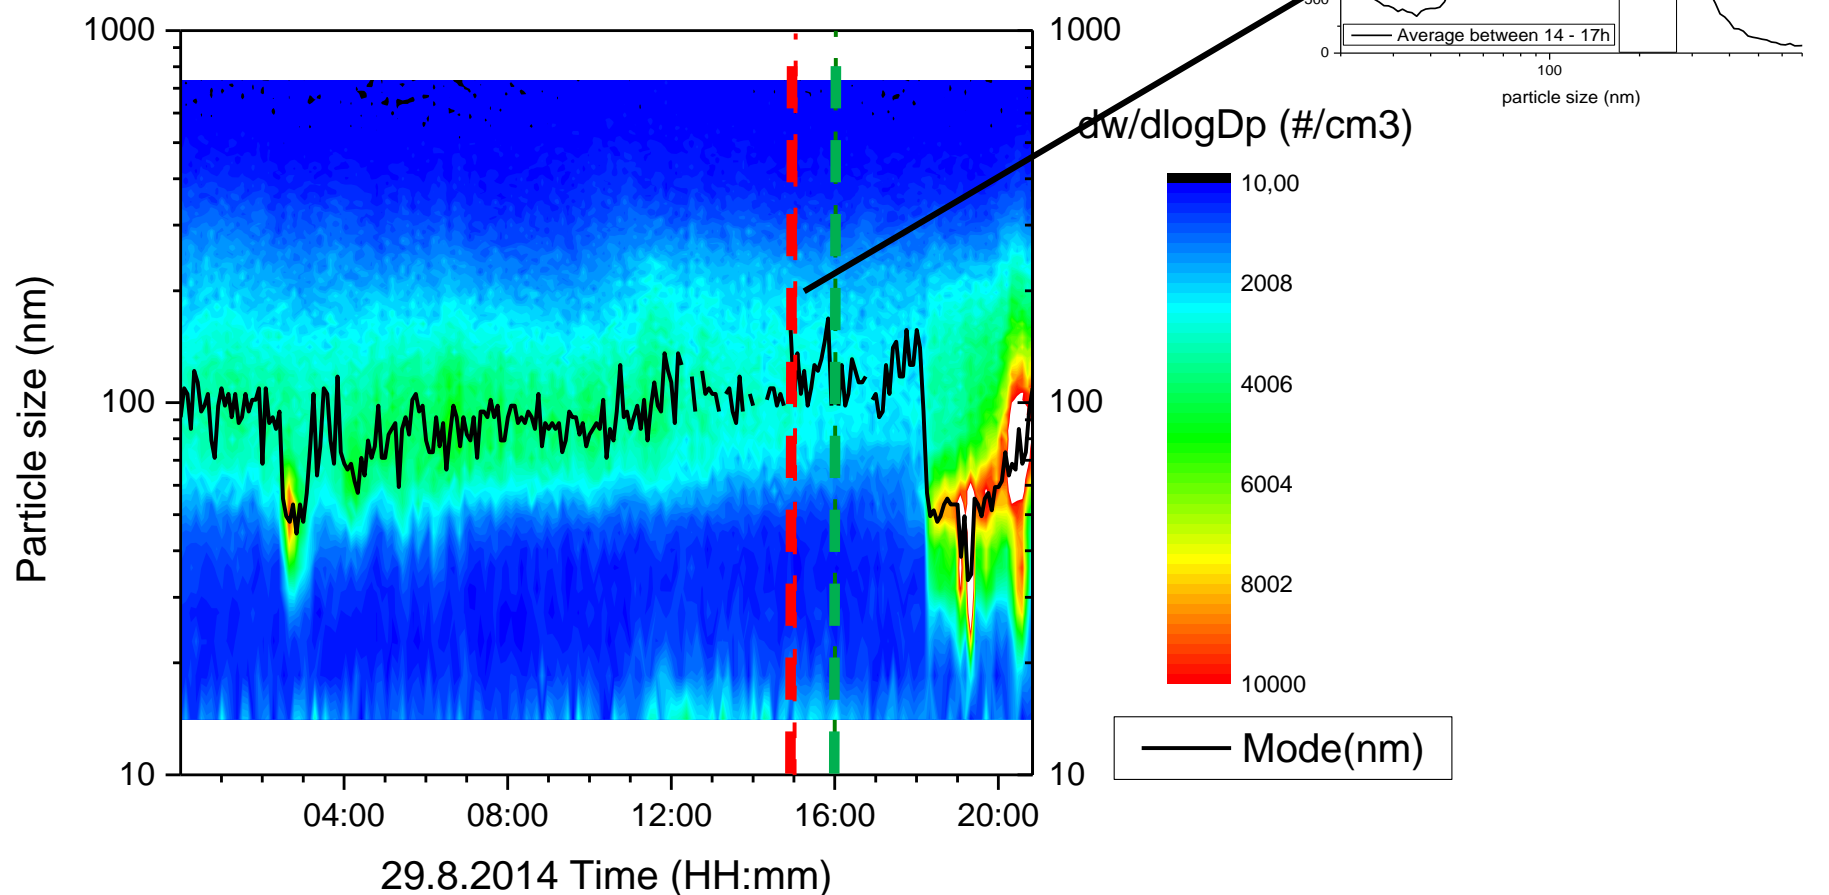 500
Average between 14 - 17h
0
100
particle size (nm)
1000
1000
dw/dlogDp (#/cm3)
10,00
2008
4006
6004
8002
10000
Particle size (nm)
100
100
10
10
Mode(nm)
04:00 08:00 12:00 16:00 20:00
29.8.2014 Time (HH:mm)